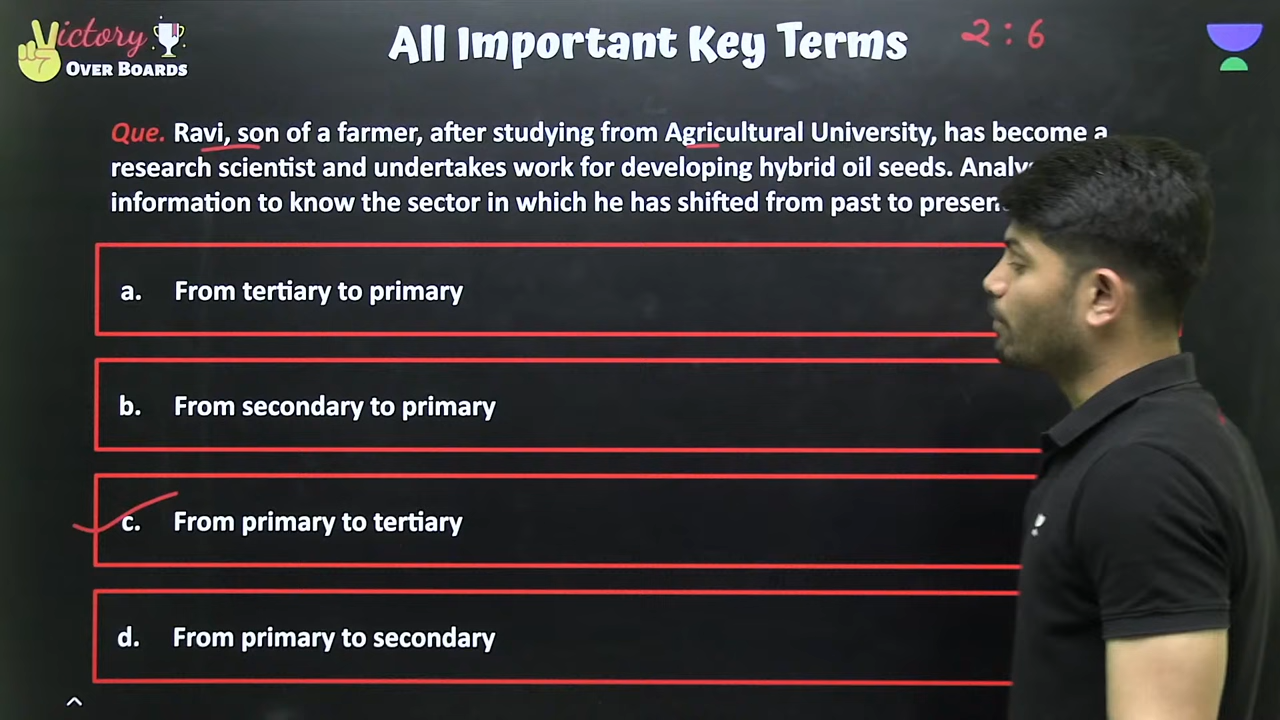 Victory
OVER BOARDS
All Important Key Terms
2 : 6
Que. Ravi, son of a farmer, after studying from Agricultural University, has become a
research scientist and undertakes work for developing hybrid oil seeds.
information to know the sector in which he has shifted from past to
a. From tertiary to primary
b. From secondary to primary
c. From primary to tertiary
d. From primary to secondary